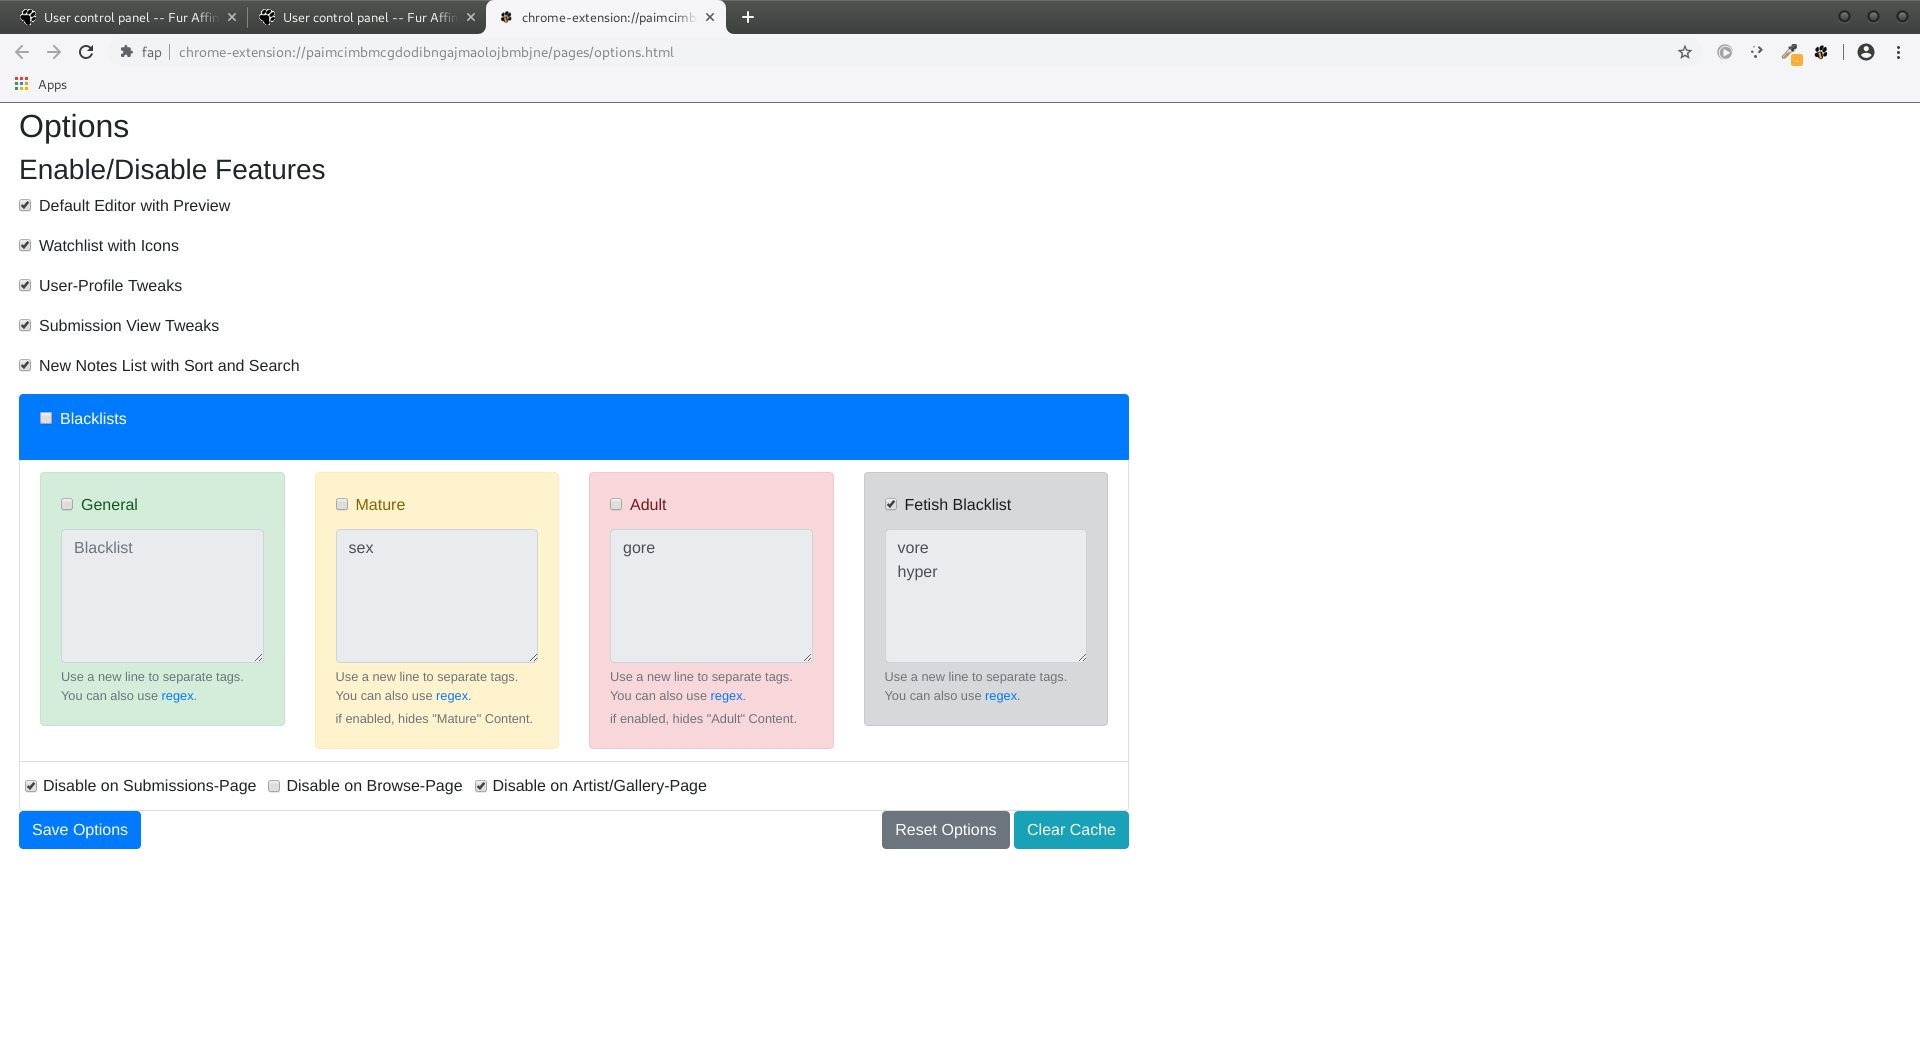 User control panel -- Fur Affin
User control panel -- Fur Affin
chrome-extension://paimcimb
fap
chrome-extension://paimcimbmcgdodibngajmaolojbmbjne/pages/options.html
Apps
Options
Enable/Disable Features
Default Editor with Preview
Watchlist with Icons
User-Profile Tweaks
Submission View Tweaks
New Notes List with Sort and Search
Blacklists
General
Blacklist
Use a new line to separate tags.
You can also use regex.
Mature
sex
Use a new line to separate tags.
You can also use regex.
if enabled, hides "Mature" Content.
Adult
gore
Use a new line to separate tags.
You can also use regex.
if enabled, hides "Adult" Content.
Fetish Blacklist
vore
hyper
Use a new line to separate tags.
You can also use regex.
Disable on Submissions-Page
Disable on Browse-Page
Disable on Artist/Gallery-Page
Save Options
Reset Options
Clear Cache